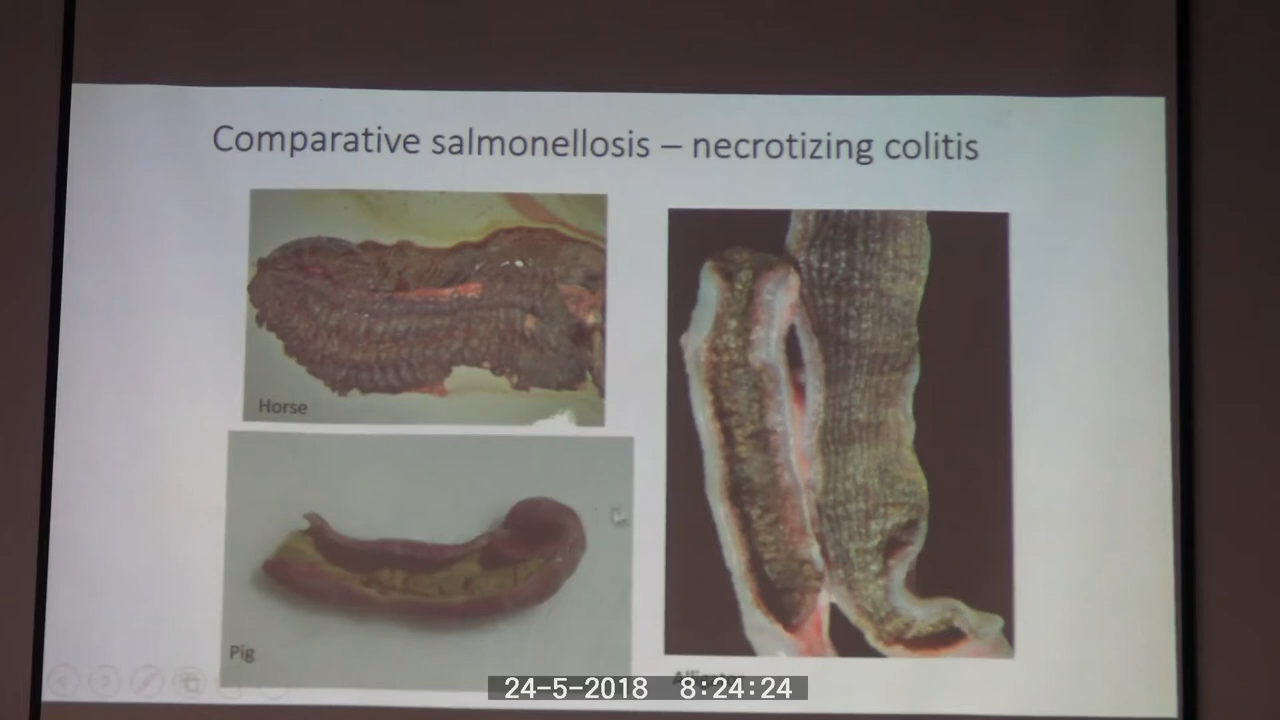 Comparative salmonellosis – necrotizing colitis
Horse
Pig
24-5-2018 8:24:24